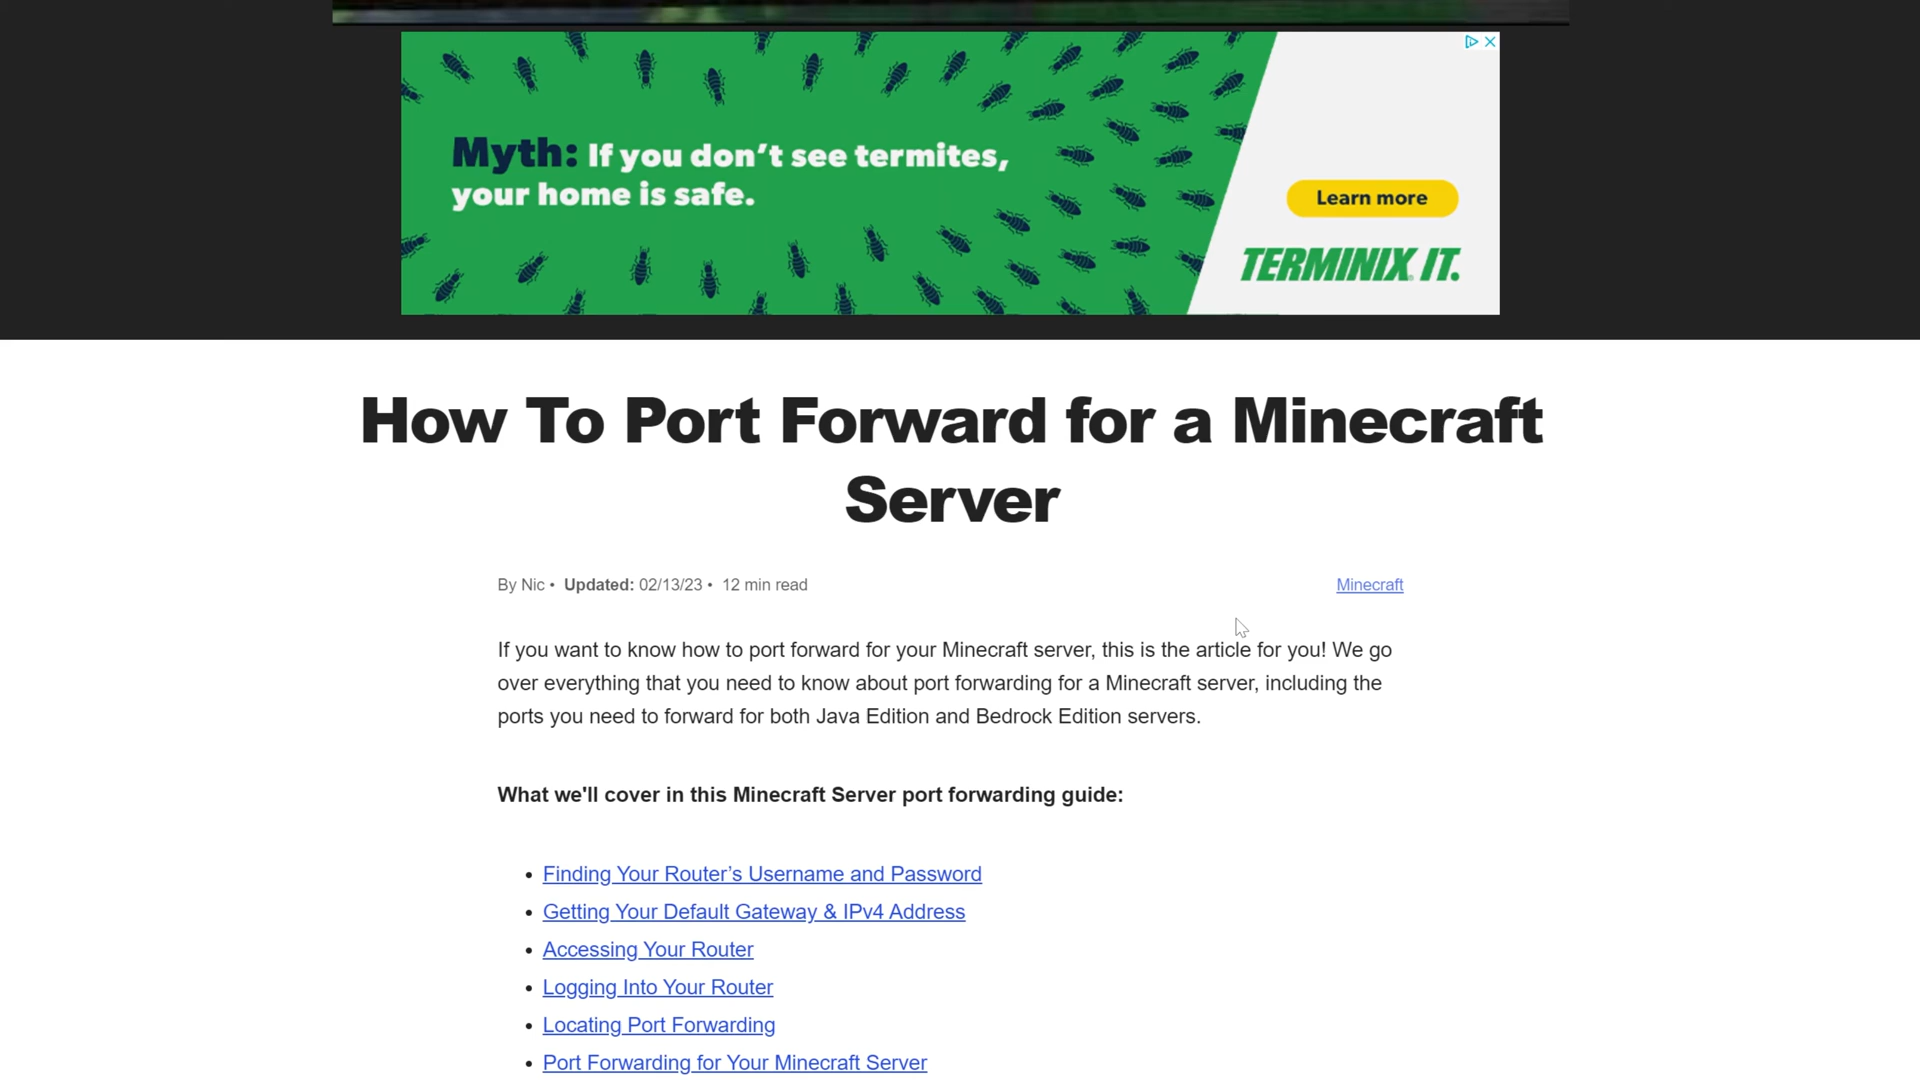 Myth: If you don’t see termites,
your home is safe.
Learn more
TERMINIX IT.
How To Port Forward for a Minecraft
Server
By Nic • Updated: 02/13/23 • 12 min read
Minecraft
If you want to know how to port forward for your Minecraft server, this is the article for you! We go
over everything that you need to know about port forwarding for a Minecraft server, including the
ports you need to forward for both Java Edition and Bedrock Edition servers.
What we'll cover in this Minecraft Server port forwarding guide:
• Finding Your Router’s Username and Password
• Getting Your Default Gateway & IPv4 Address
• Accessing Your Router
• Logging Into Your Router
• Locating Port Forwarding
• Port Forwarding for Your Minecraft Server